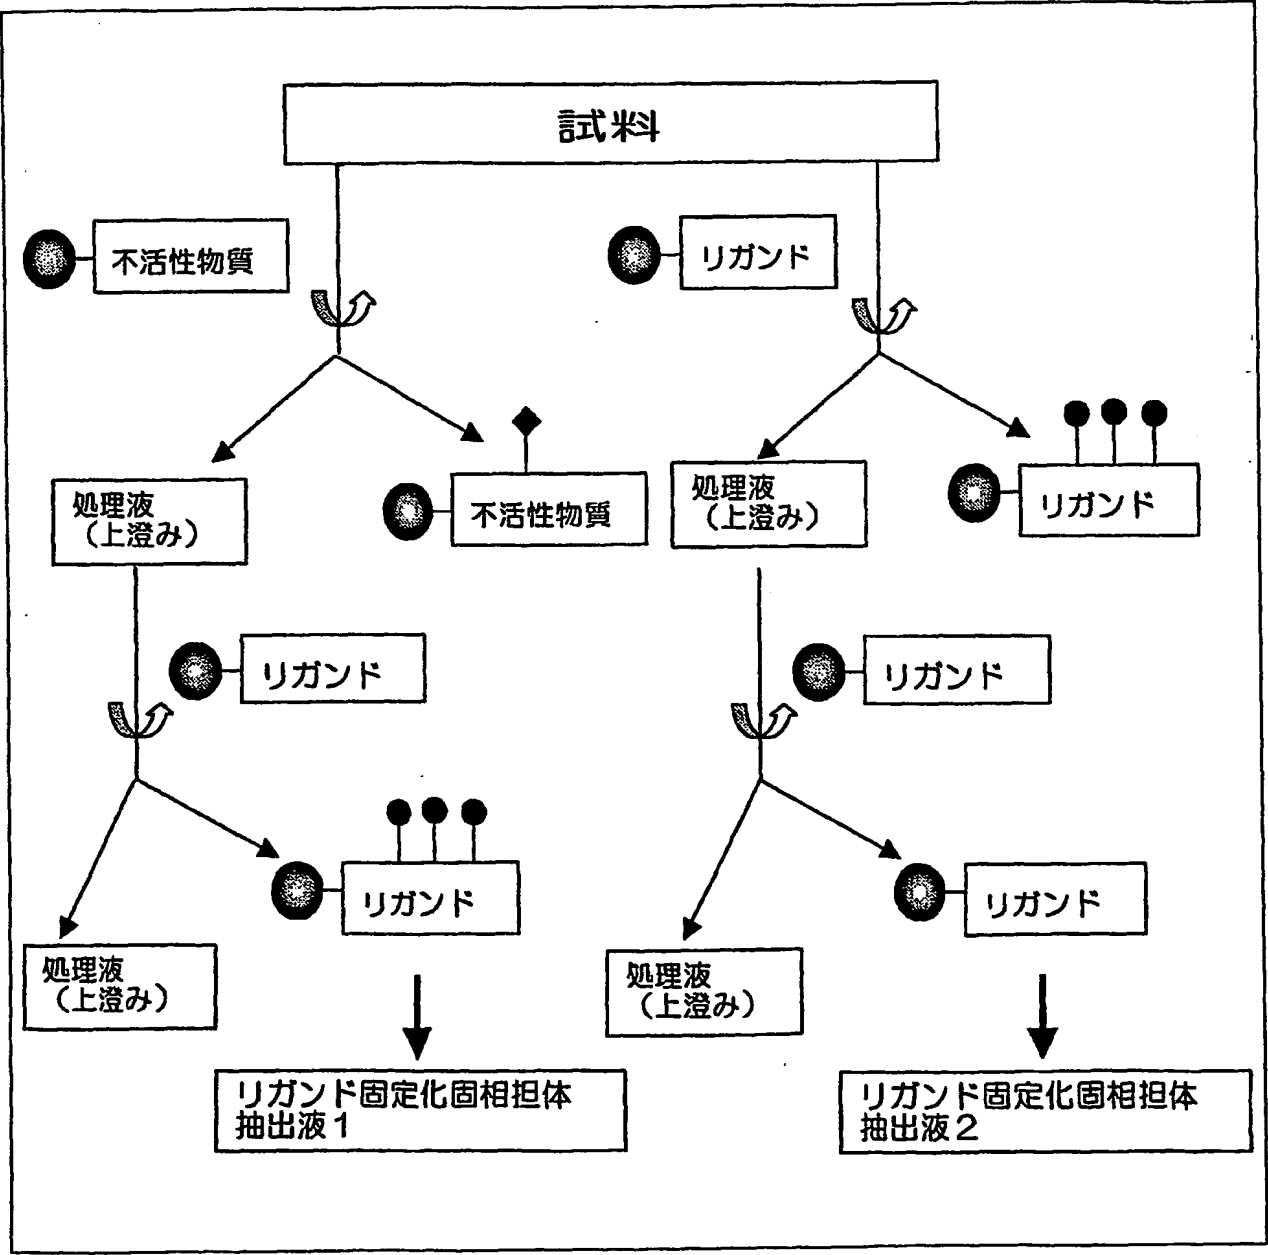 試料
不活性物質
リガンド
処理液
（上澄み）
不活性物質
処理液
（上澄み）
リガンド
リガンド
リガンド
リガンド
リガンド
処理液
（上澄み）
処理液
（上澄み）
リガンド固定化固相担体
抽出液１
リガンド固定化固相担体
抽出液２